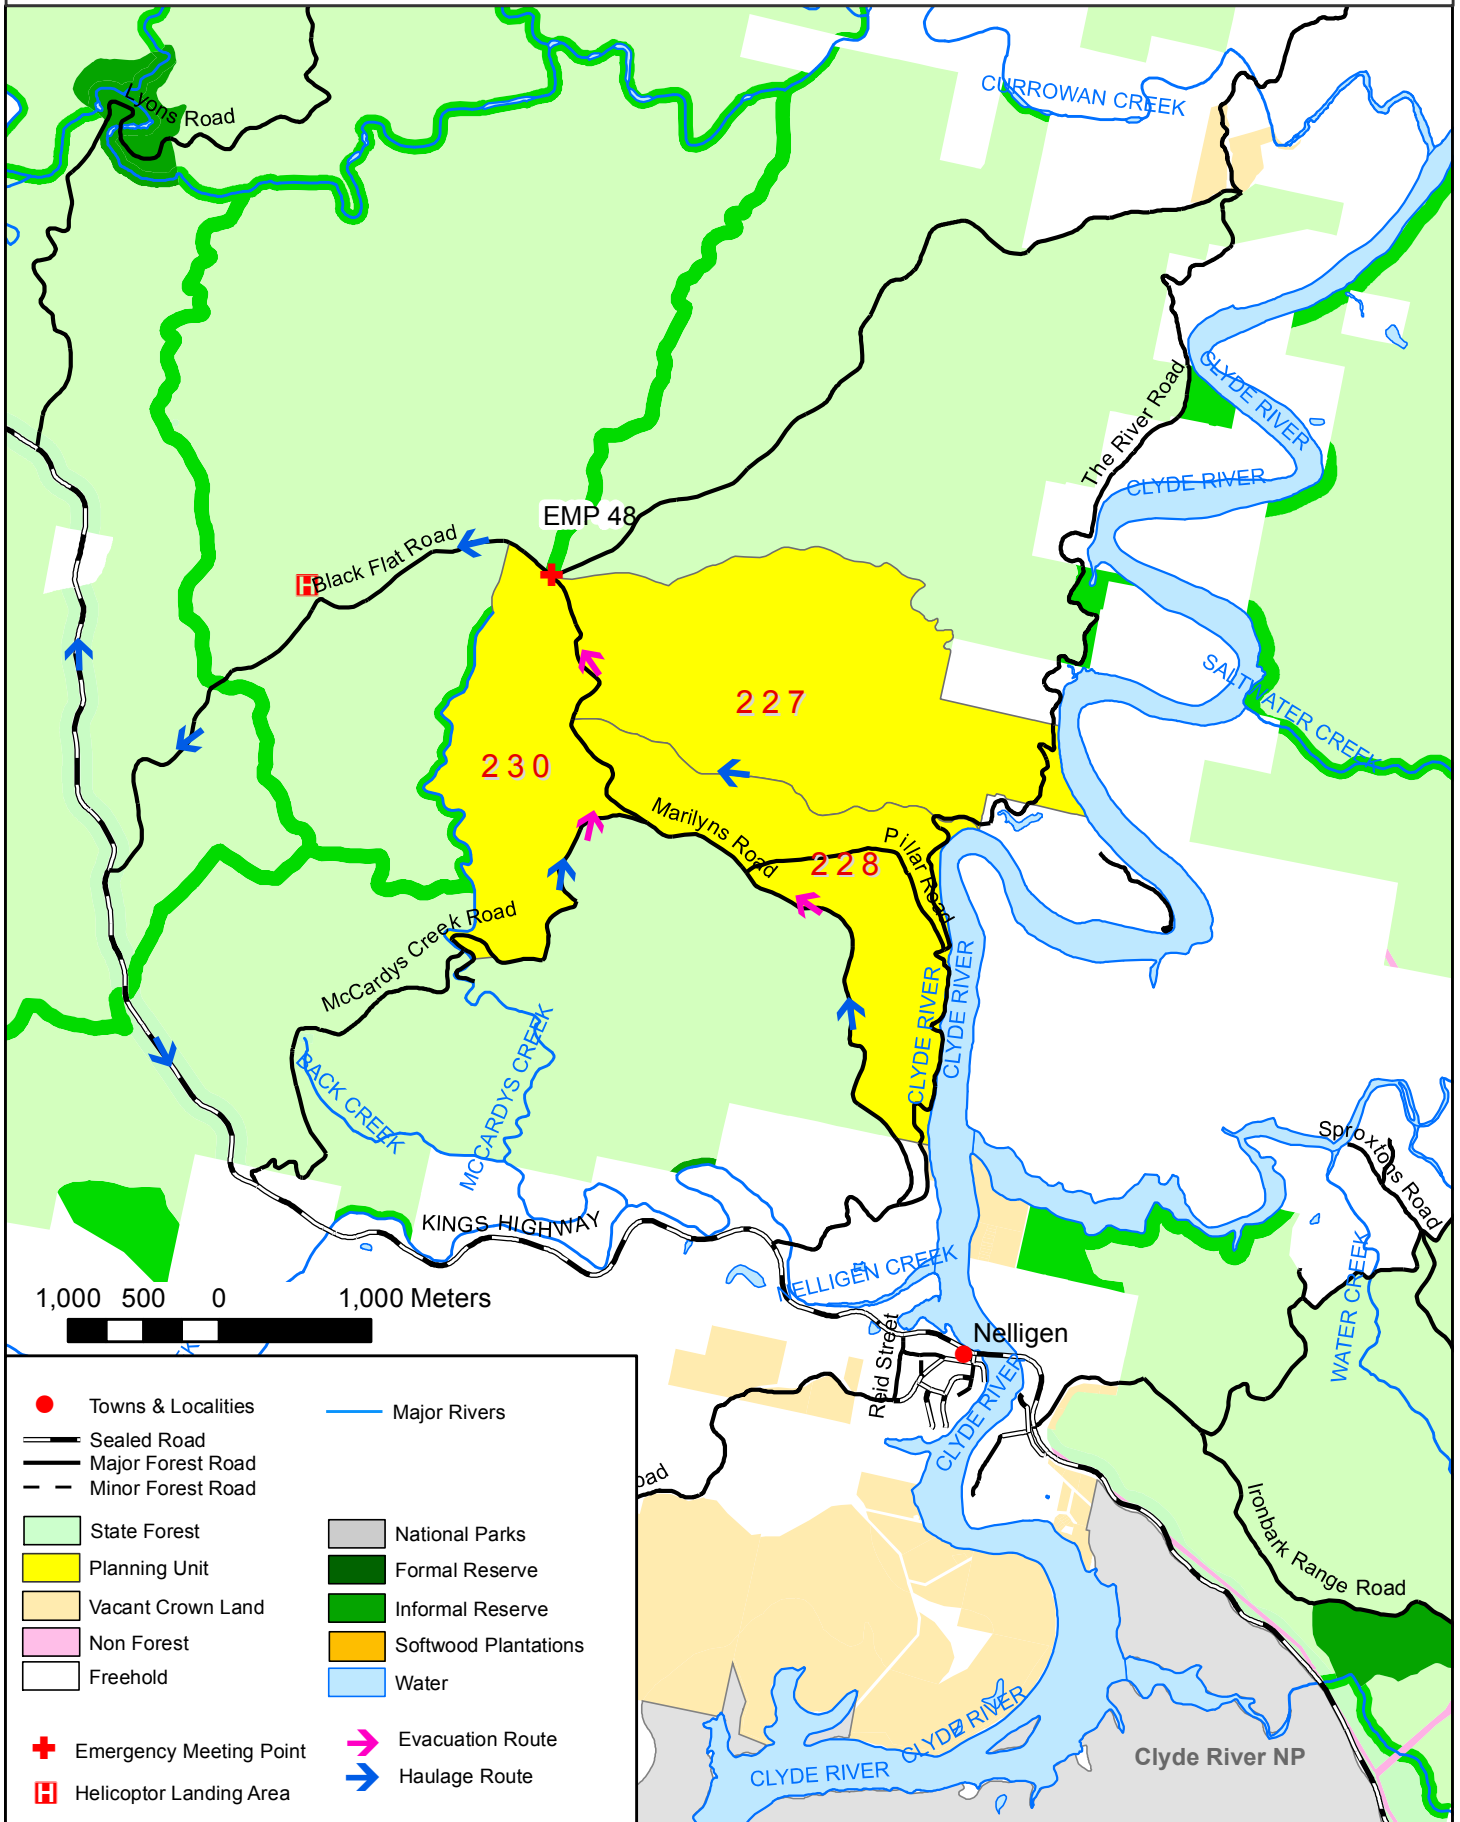 Lyons Road
CURROWAN CREEK
The River Road
CLYDE RIVER
CLYDE RIVER
EMP 48
Black Flat Road
H
SALTWATER CREEK
227
230
Marilyns Road
Pillar Road
228
McCardys Creek Road
CLYDE RIVER
CLYDE RIVER
BACK CREEK
MCCARDYS CREEK
Sproxtons Road
KINGS HIGHWAY
NELLIGEN CREEK
WATER CREEK
1,000 500 0 1,000 Meters
Nelligen
Reid Street
CLYDE RIVER
oad
Ironbark Range Road
Towns & Localities
Sealed Road
Major Forest Road
Minor Forest Road
State Forest
Planning Unit
Vacant Crown Land
Non Forest
Freehold
Emergency Meeting Point
H Helicoptor Landing Area
Major Rivers
National Parks
Formal Reserve
Informal Reserve
Softwood Plantations
Water
Evacuation Route
Haulage Route
CLYDE RIVER
CLYDE RIVER
Clyde River NP